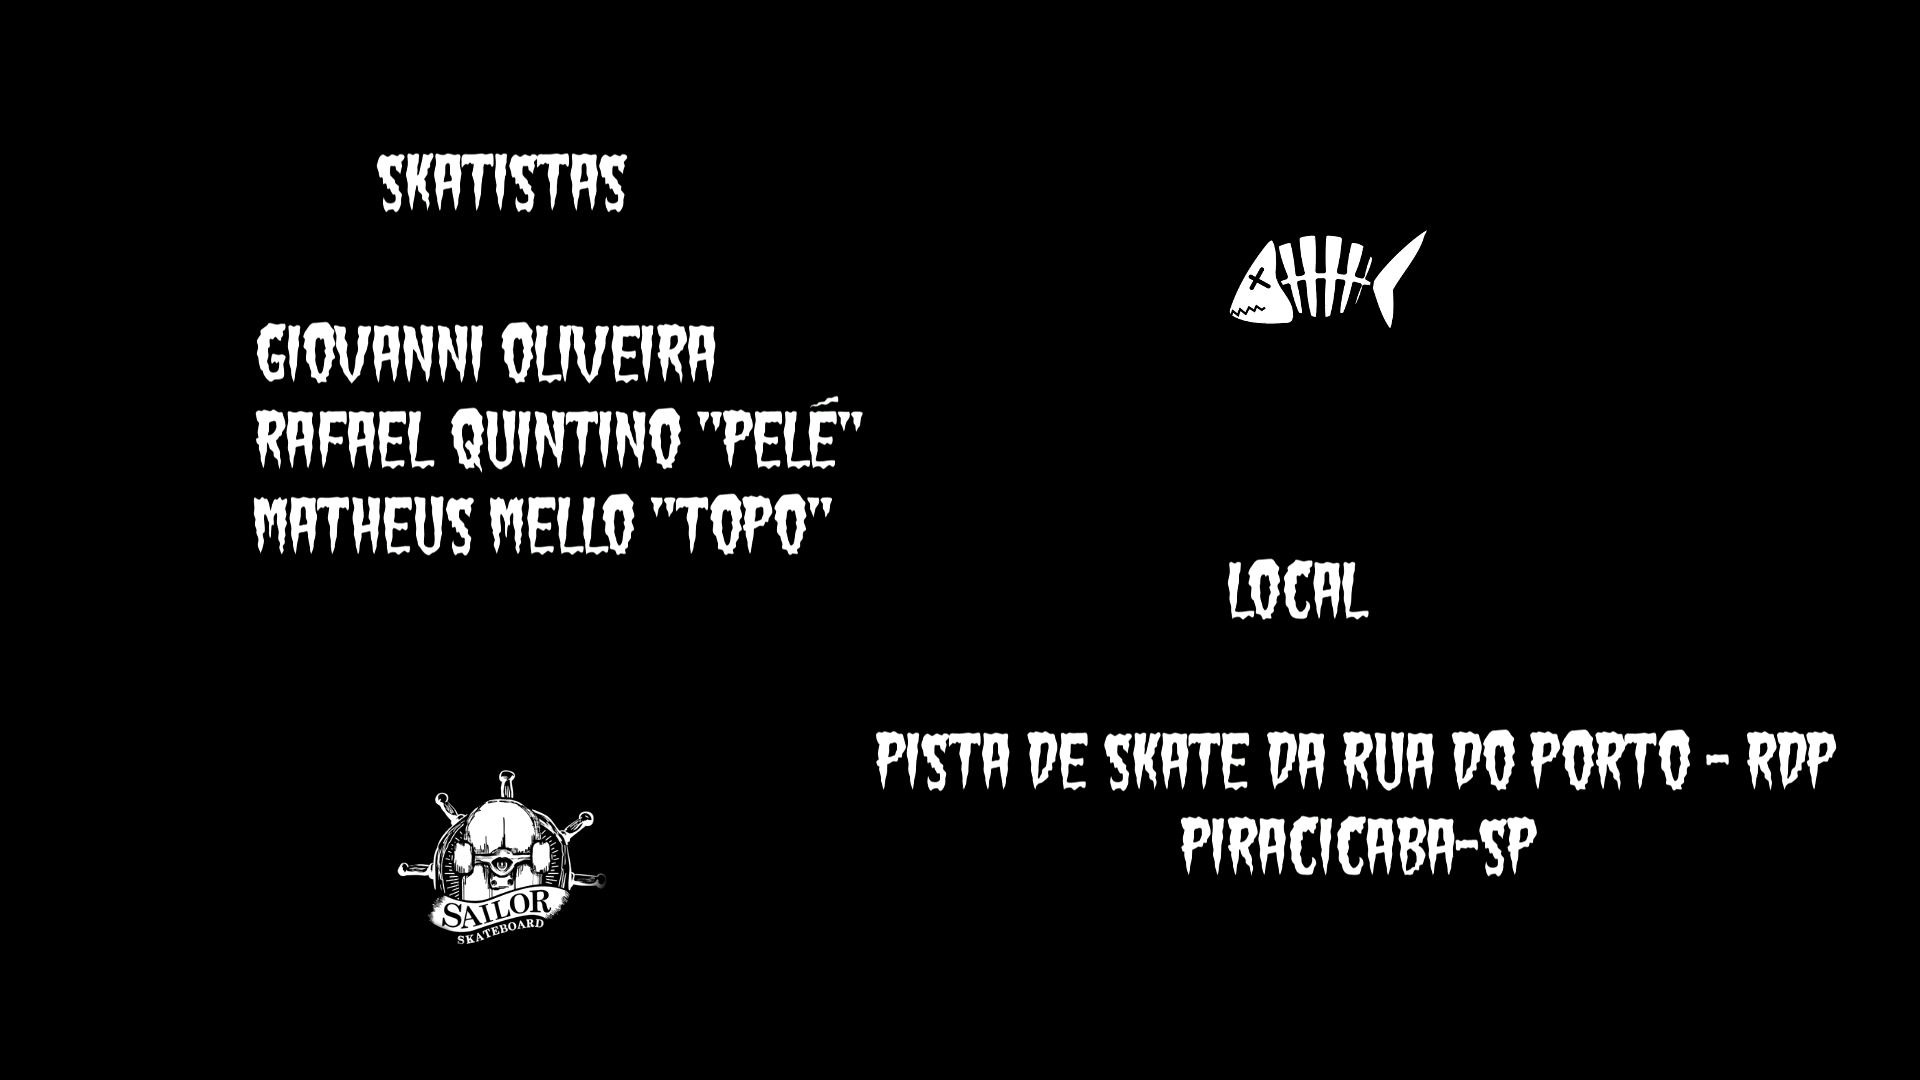 SKATISTAS
GIOVANNI OLIVEIRA
RAFAEL QUINTINO "PELÉ"
MATHEUS MELLO "TOPO"
SAILOR
SKATEBOARD
LOCAL
PISTA DE SKATE DA RUA DO PORTO - RDP
PIRACICABA-SP